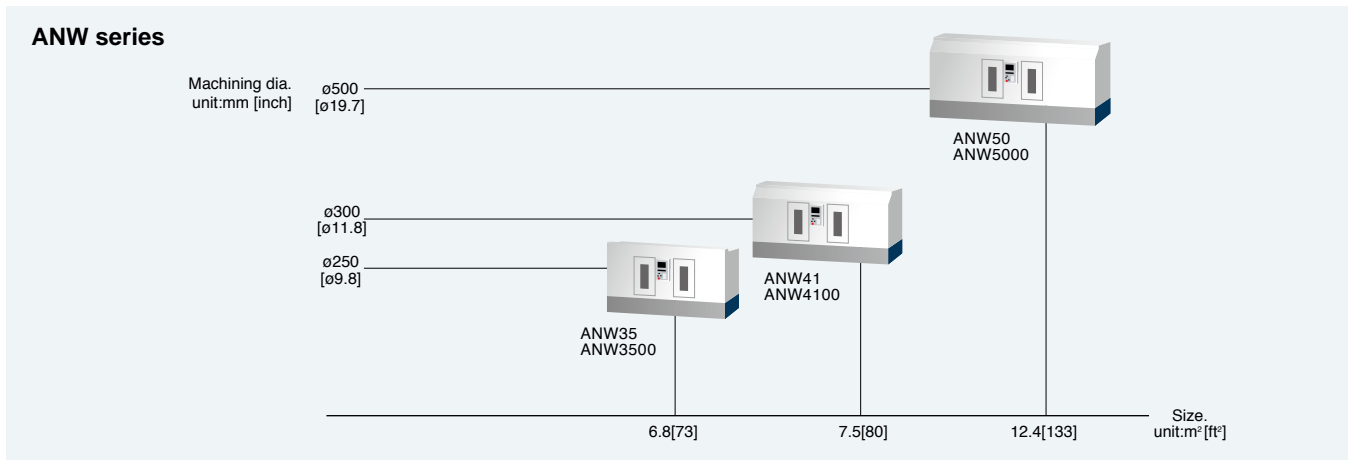 ANW series
Machining dia.
unit:mm [inch]
ø500
[ø19.7]
ANW50
ANW5000
ø300
[ø11.8]
ANW41
ANW4100
ø250
[ø9.8]
ANW35
ANW3500
6.8[73]
7.5[80]
12.4[133]
Size.
unit:m²[ft²]